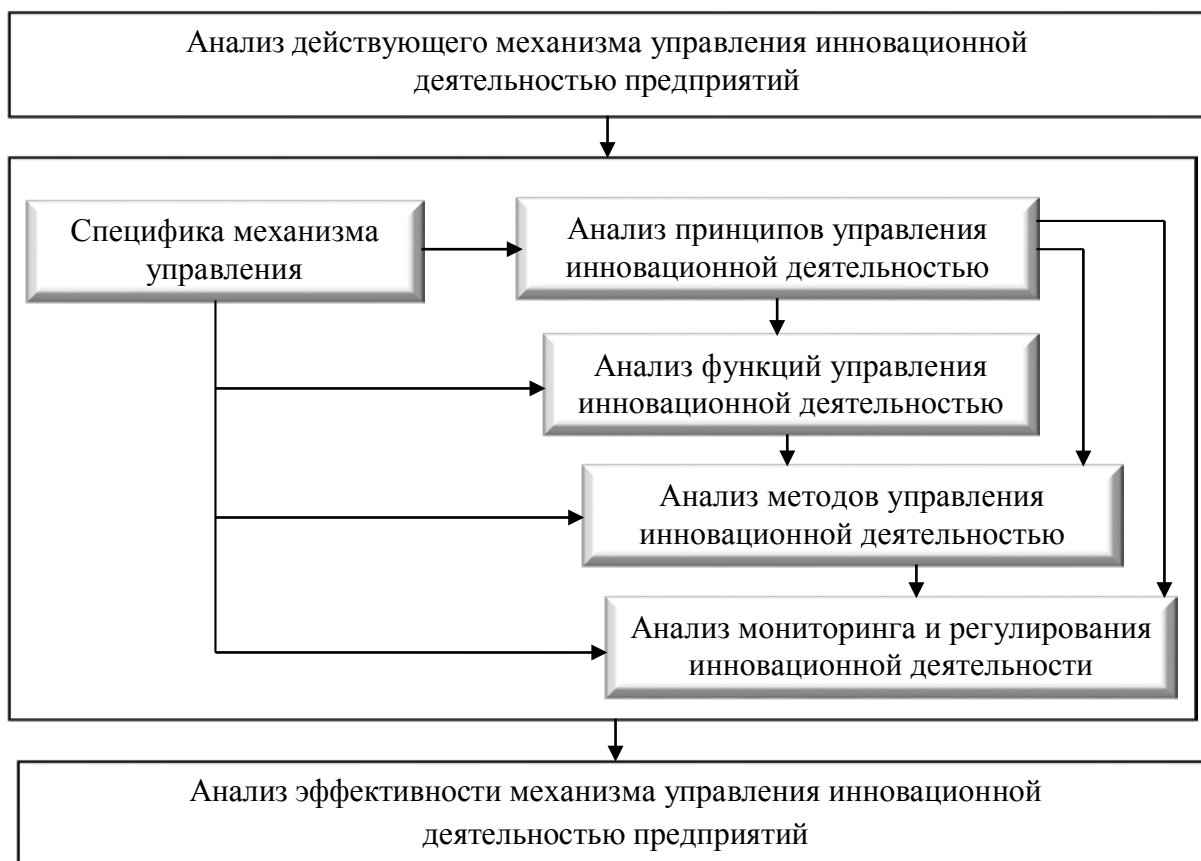 Анализ действующего механизма управления инновационной
деятельностью предприятий
Специфика механизма
управления
Анализ принципов управления
инновационной деятельностью
Анализ функций управления
инновационной деятельностью
Анализ методов управления
инновационной деятельностью
Анализ мониторинга и регулирования
инновационной деятельности
Анализ эффективности механизма управления инновационной
деятельностью предприятий